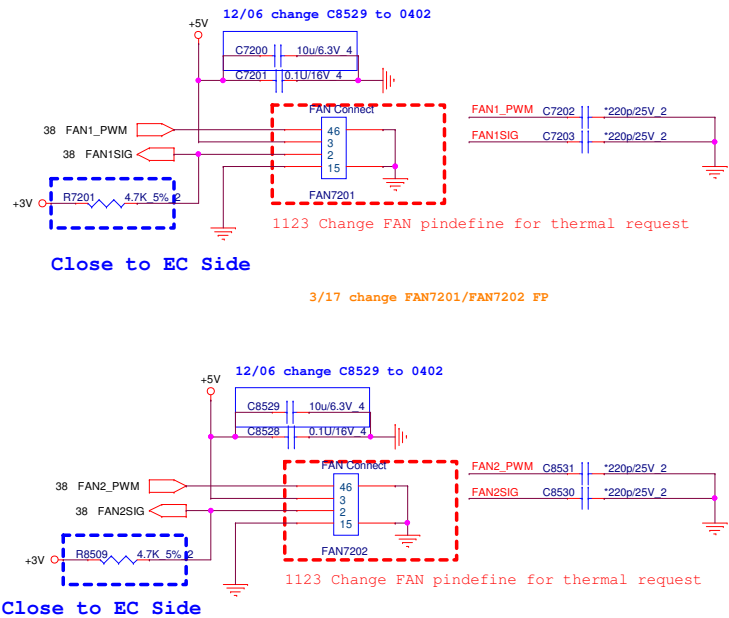 12/06 change C8529 to 0402
+5V
C7200 10u/6.3V_4
C7201 0.1U/16V_4
FAN Connect
FAN1_PWM C7202 *220p/25V_2
38 FAN1_PWM
46
3
FAN1SIG C7203 *220p/25V_2
38 FAN1SIG
2
15
+3V R7201 4.7K_5%_2
FAN7201
1123 Change FAN pindefine for thermal request
Close to EC Side
3/17 change FAN7201/FAN7202 FP
12/06 change C8529 to 0402
+5V
C8529 10u/6.3V_4
C8528 0.1U/16V_4
FAN Connect
FAN2_PWM C8531 *220p/25V_2
38 FAN2_PWM
46
3
FAN2SIG C8530 *220p/25V_2
38 FAN2SIG
2
15
+3V R8509 4.7K_5%_2
FAN7202
1123 Change FAN pindefine for thermal request
Close to EC Side